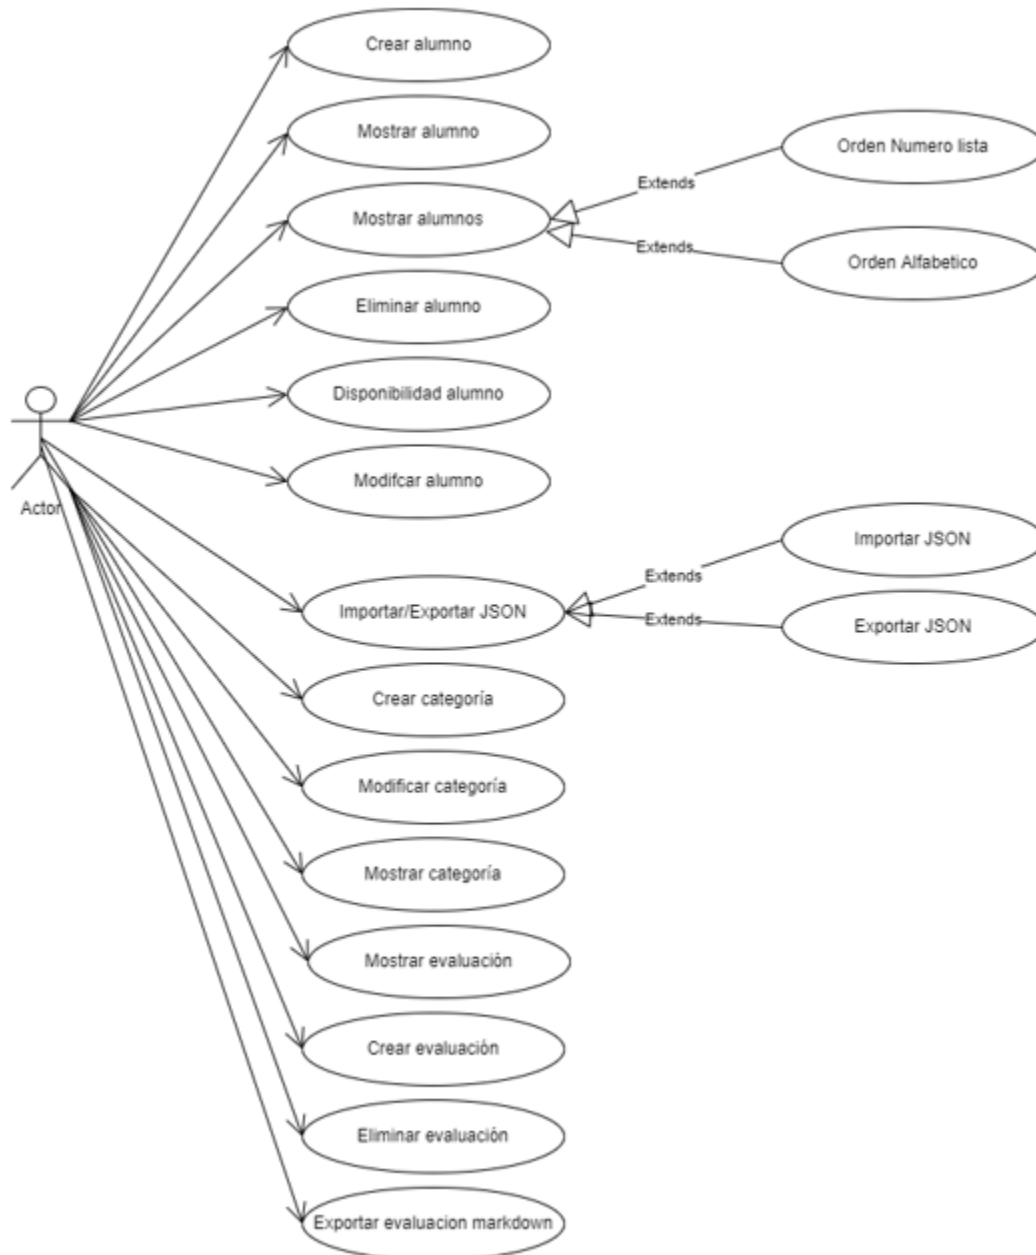 Crear alumno
Mostrar alumno
Orden Numero lista
Extends
Mostrar alumnos
Extends
Orden Alfabetico
Eliminar alumno
Disponibilidad alumno
Modifcar alumno
Actor
Importar JSON
Extends
Importar/Exportar JSON
Extends
Exportar JSON
Crear categoría
Modificar categoría
Mostrar categoría
Mostrar evaluación
Crear evaluación
Eliminar evaluación
Exportar evaluacion markdown